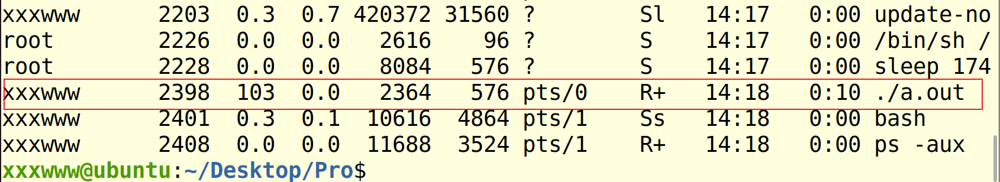 xxxwww 2203 0.3 0.7 420372 31560 ? Sl 14:17 0:00 update-no
root 2226 0.0 0.0 2616 96 ? S 14:17 0:00 /bin/sh /
root 2228 0.0 0.0 8084 576 ? S 14:17 0:00 sleep 174
xxxwww 2398 103 0.0 2364 576 pts/0 R+ 14:18 0:10 ./a.out
xxxwww 2401 0.3 0.1 10616 4864 pts/1 Ss 14:18 0:00 bash
xxxwww 2408 0.0 0.0 11688 3524 pts/1 R+ 14:18 0:00 ps -aux
xxxwww@ubuntu:~/Desktop/Pro$